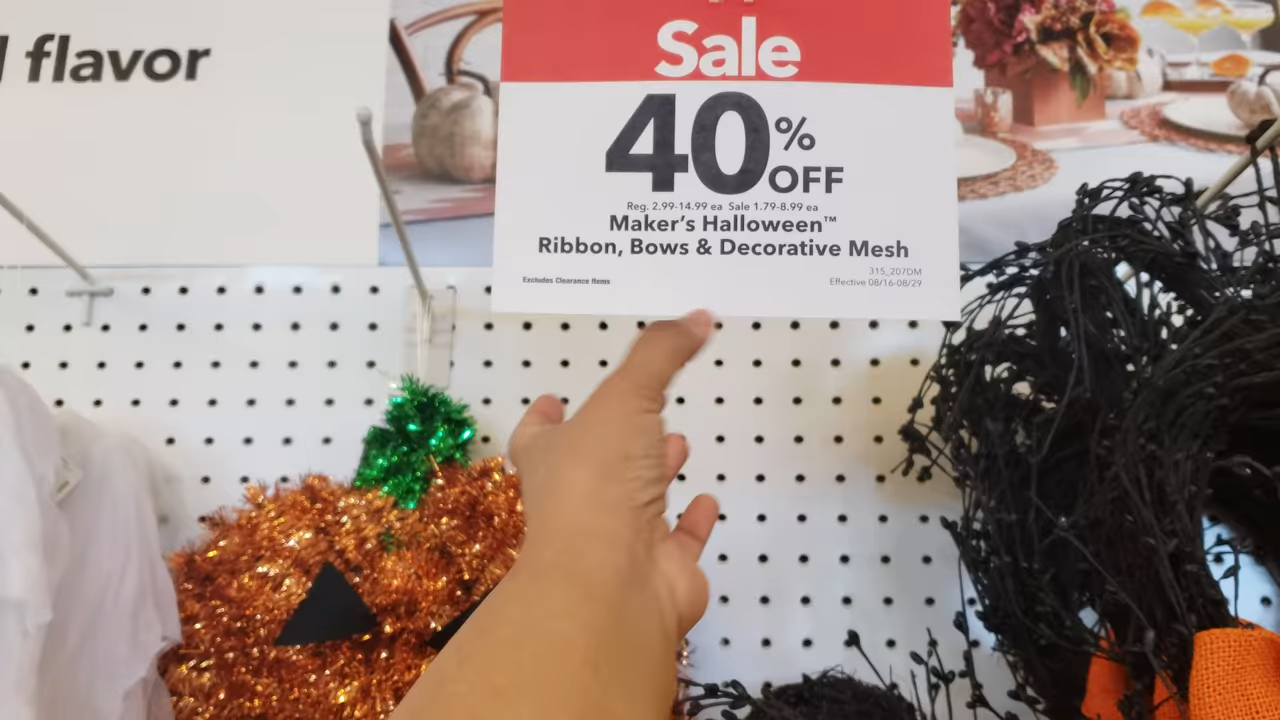 flavor
Sale
40%
OFF
Reg. 2.99-14.99 ea Sale 1.79-8.99 ea
Maker's Halloween™
Ribbon, Bows & Decorative Mesh
315_207DM
Excludes Clearance Items
Effective 08/16-08/29